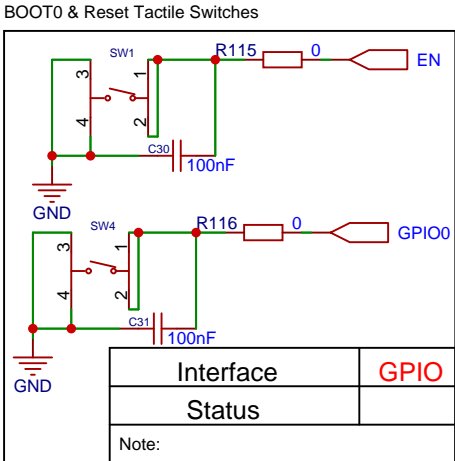 BOOT0 & Reset Tactile Switches
SW1
R115
0
EN
3
1
4
2
C30
100nF
GND
SW4
R116
0
GPIO0
3
1
4
2
C31
100nF
GND
Interface GPIO
Status
Note: